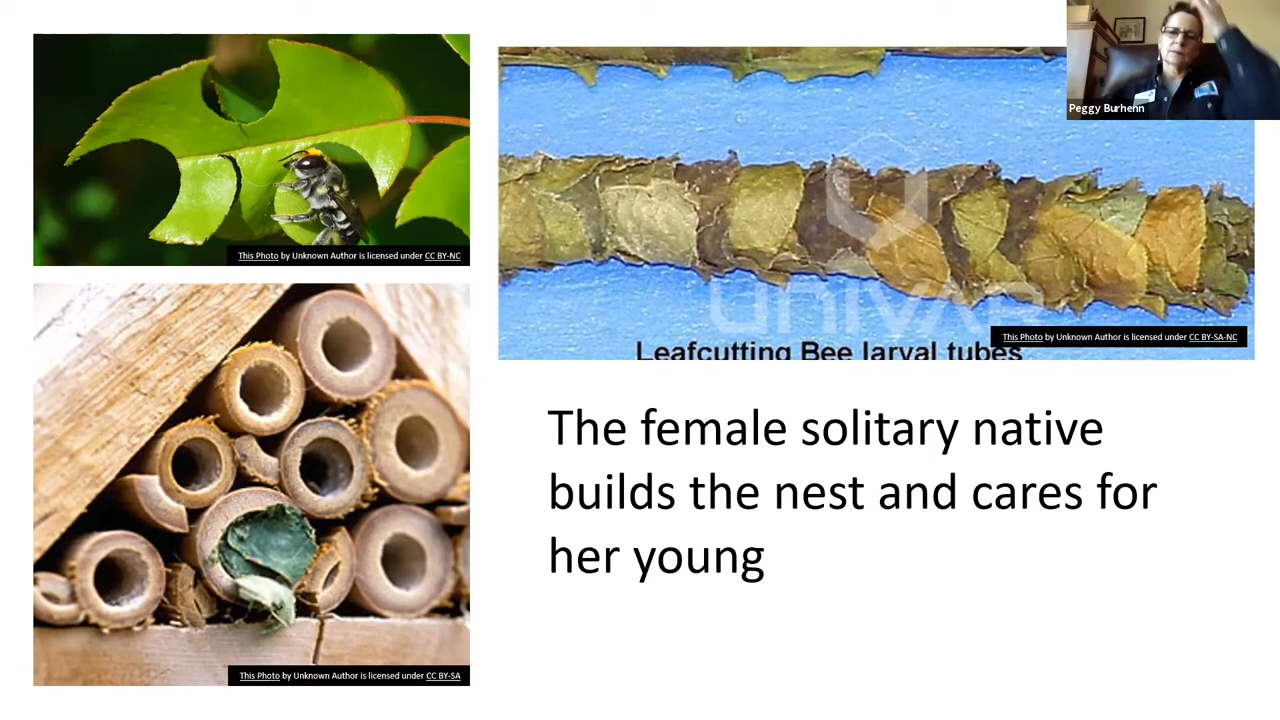 Peggy Burhenn
This Photo by Unknown Author is licensed under CC BY-NC
univar
This Photo by Unknown Author is licensed under CC BY-SA-NC
Leafcutting Bee larval tubes
The female solitary native
builds the nest and cares for
her young
This Photo by Unknown Author is licensed under CC BY-SA